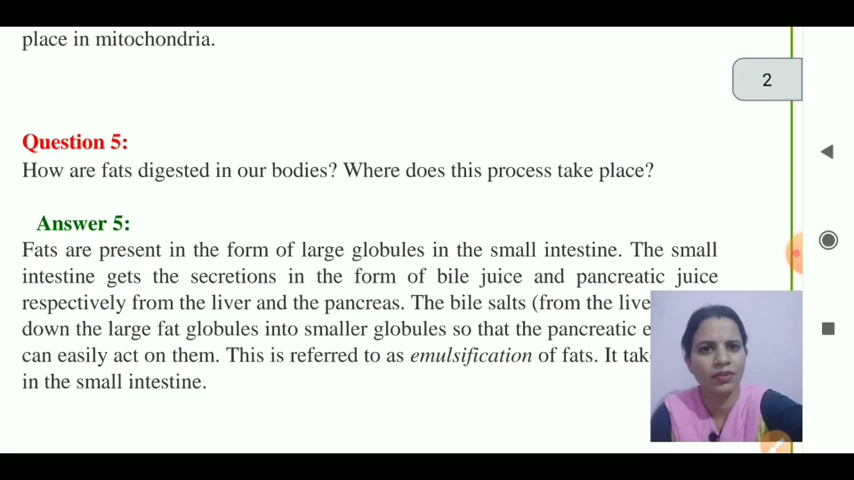 place in mitochondria.
2
Question 5:
How are fats digested in our bodies? Where does this process take place?
Answer 5:
Fats are present in the form of large globules in the small intestine. The small
intestine gets the secretions in the form of bile juice and pancreatic juice
respectively from the liver and the pancreas. The bile salts (from the
down the large fat globules into smaller globules so that the pancreatic
can easily act on them. This is referred to as emulsification of fats. It
in the small intestine.